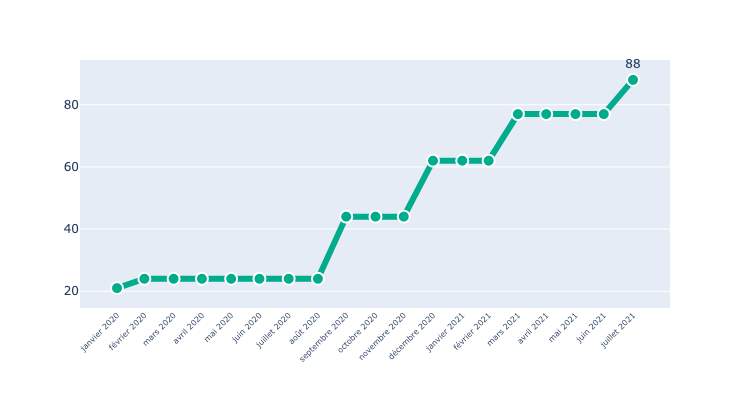 88
80
60
40
20
janvier 2020
février 2020
mars 2020
avril 2020
mai 2020
juin 2020
juillet 2020
août 2020
septembre 2020
octobre 2020
novembre 2020
décembre 2020
janvier 2021
février 2021
mars 2021
avril 2021
mai 2021
juin 2021
juillet 2021